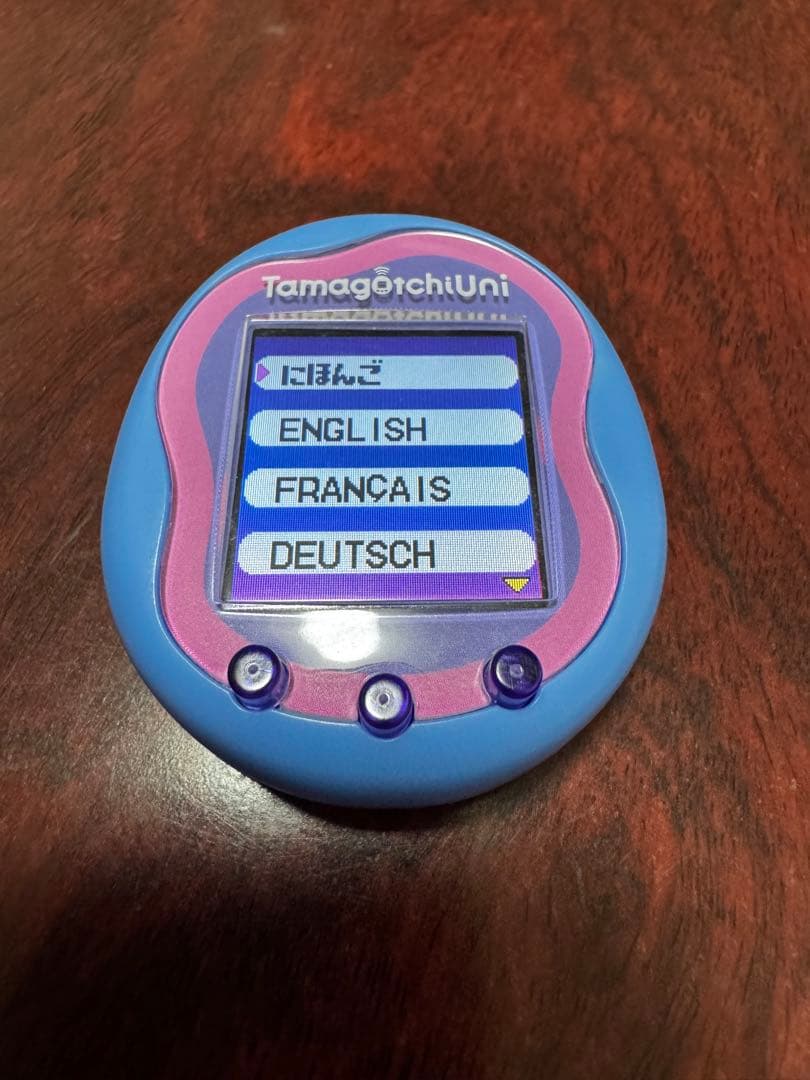 TamagotchiUni
にほんご
ENGLISH
FRANÇAIS
DEUTSCH